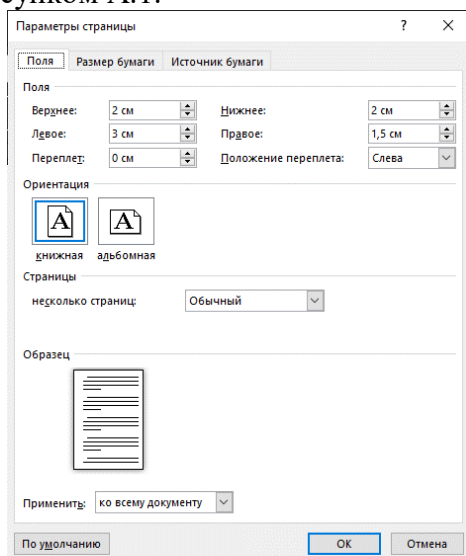 сунком А.1.
Параметры страницы ? ×
Поля Размер бумаги Источник бумаги
Поля
Верхнее: 2 см Нижнее: 2 см
Левое: 3 см Правое: 1,5 см
Переплет: 0 см Положение переплета: Слева
Ориентация
A A
книжная альбомная
Страницы
несколько страниц: Обычный
Образец
Применить: ко всему документу
По умолчанию ОК Отмена